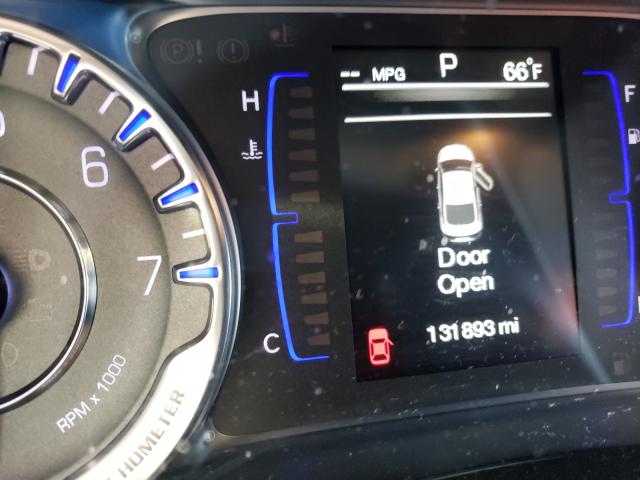 -- MPG P 66°F
H
F
6
Door
Open
7
131893 mi
C
RPM x 1000